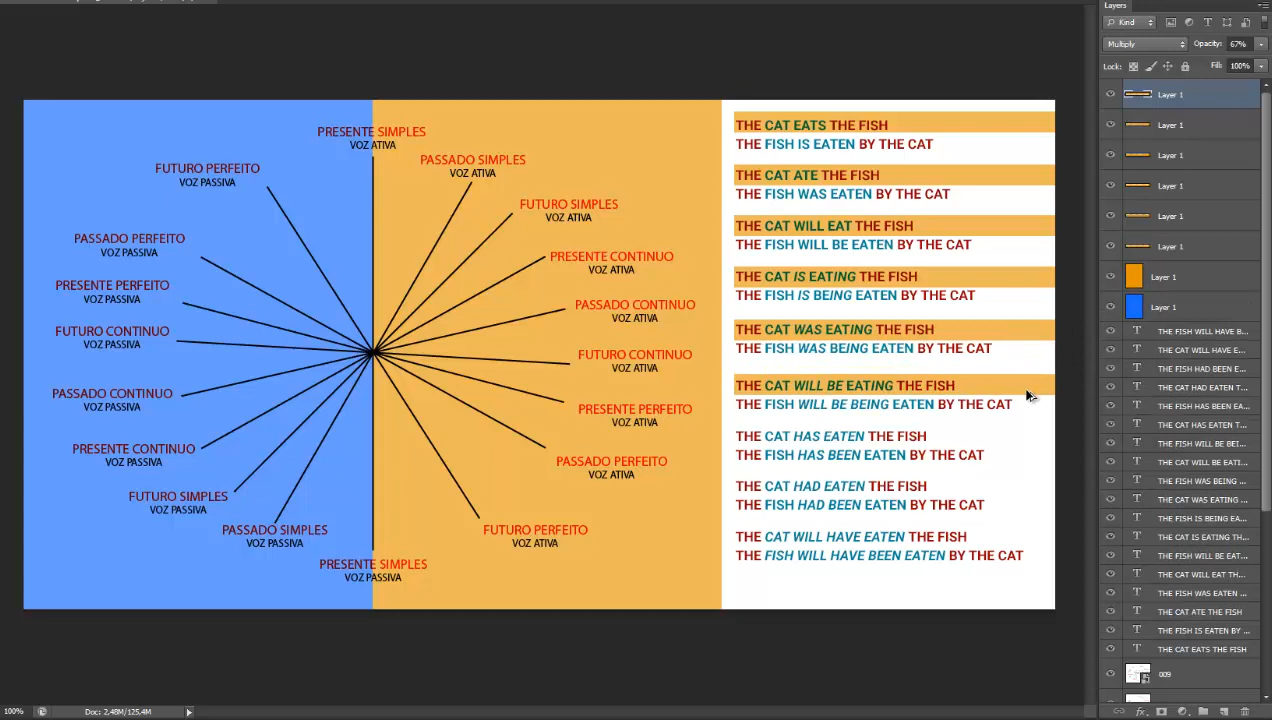 PRESENTE SIMPLES
VOZ ATIVA
PASSADO SIMPLES
VOZ ATIVA
FUTURO SIMPLES
VOZ ATIVA
PRESENTE CONTINUO
VOZ ATIVA
PASSADO CONTINUO
VOZ ATIVA
FUTURO CONTINUO
VOZ ATIVA
PRESENTE PERFEITO
VOZ ATIVA
PASSADO PERFEITO
VOZ ATIVA
FUTURO PERFEITO
VOZ ATIVA
PRESENTE SIMPLES
VOZ PASSIVA
PASSADO SIMPLES
VOZ PASSIVA
FUTURO SIMPLES
VOZ PASSIVA
PRESENTE CONTINUO
VOZ PASSIVA
PASSADO CONTINUO
VOZ PASSIVA
FUTURO CONTINUO
VOZ PASSIVA
PRESENTE PERFEITO
VOZ PASSIVA
PASSADO PERFEITO
VOZ PASSIVA
FUTURO PERFEITO
VOZ PASSIVA
THE CAT EATS THE FISH
THE FISH IS EATEN BY THE CAT
THE CAT ATE THE FISH
THE FISH WAS EATEN BY THE CAT
THE CAT WILL EAT THE FISH
THE FISH WILL BE EATEN BY THE CAT
THE CAT IS EATING THE FISH
THE FISH IS BEING EATEN BY THE CAT
THE CAT WAS EATING THE FISH
THE FISH WAS BEING EATEN BY THE CAT
THE CAT WILL BE EATING THE FISH
THE FISH WILL BE BEING EATEN BY THE CAT
THE CAT HAS EATEN THE FISH
THE FISH HAS BEEN EATEN BY THE CAT
THE CAT HAD EATEN THE FISH
THE FISH HAD BEEN EATEN BY THE CAT
THE CAT WILL HAVE EATEN THE FISH
THE FISH WILL HAVE BEEN EATEN BY THE CAT
Layers
Kind
Multiply Opacity: 67%
Lock: Fill: 100%
Layer 1
Layer 1
Layer 1
Layer 1
Layer 1
Layer 1
Layer 1
Layer 1
T THE FISH WILL HAVE B...
T THE CAT WILL HAVE E...
T THE FISH HAD BEEN E...
T THE CAT HAD EATEN T...
T THE FISH HAS BEEN EA...
T THE CAT HAS EATEN T...
T THE FISH WILL BE BEI...
T THE CAT WILL BE EATI...
T THE FISH WAS BEING ...
T THE CAT WAS EATING ...
T THE FISH IS BEING EA...
T THE CAT IS EATING TH...
T THE FISH WILL BE EAT...
T THE CAT WILL EAT TH...
T THE FISH WAS EATEN ...
T THE CAT ATE THE FISH
T THE FISH IS EATEN BY ...
T THE CAT EATS THE FISH
009
100% Doc: 2,48M/125,4M
fx